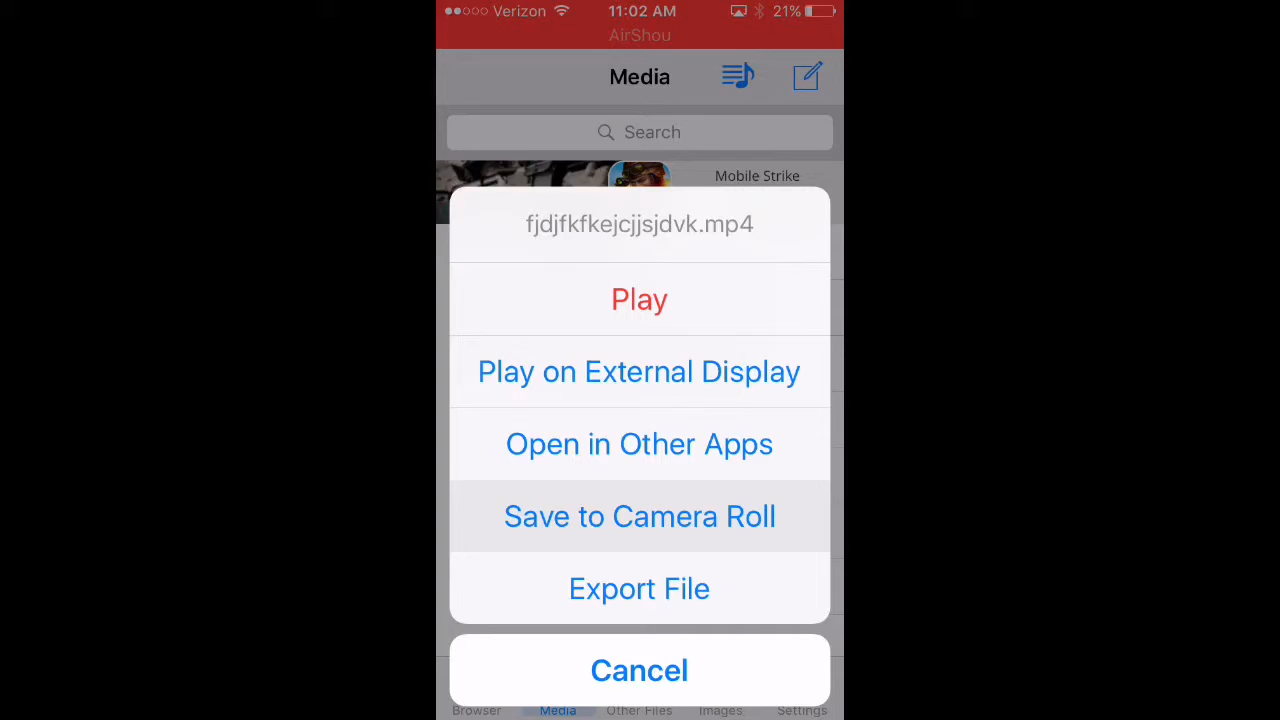 Verizon 11:02 AM 21%
AirShou
Media
Search
Mobile Strike
fjdjfkfkejcjjsjdvk.mp4
Play
Play on External Display
Open in Other Apps
Save to Camera Roll
Export File
Cancel
Browser Media Other Files Images Settings